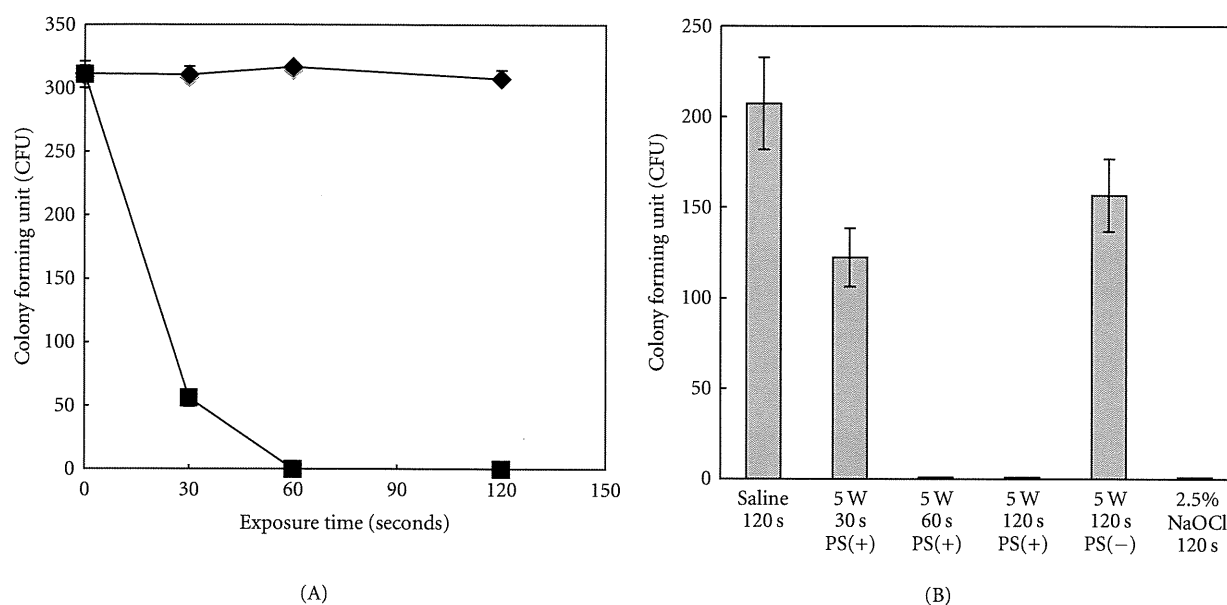 350
300
250
200
150
100
50
0
Colony forming unit (CFU)
0 30 60 90 120 150
Exposure time (seconds)
(A)
250
200
150
100
50
0
Colony forming unit (CFU)
Saline 5 W 5 W 5 W 5 W 2.5%
120 s 30 s 60 s 120 s 120 s NaOCl
PS(+) PS(+) PS(+) PS(−) 120 s
(B)